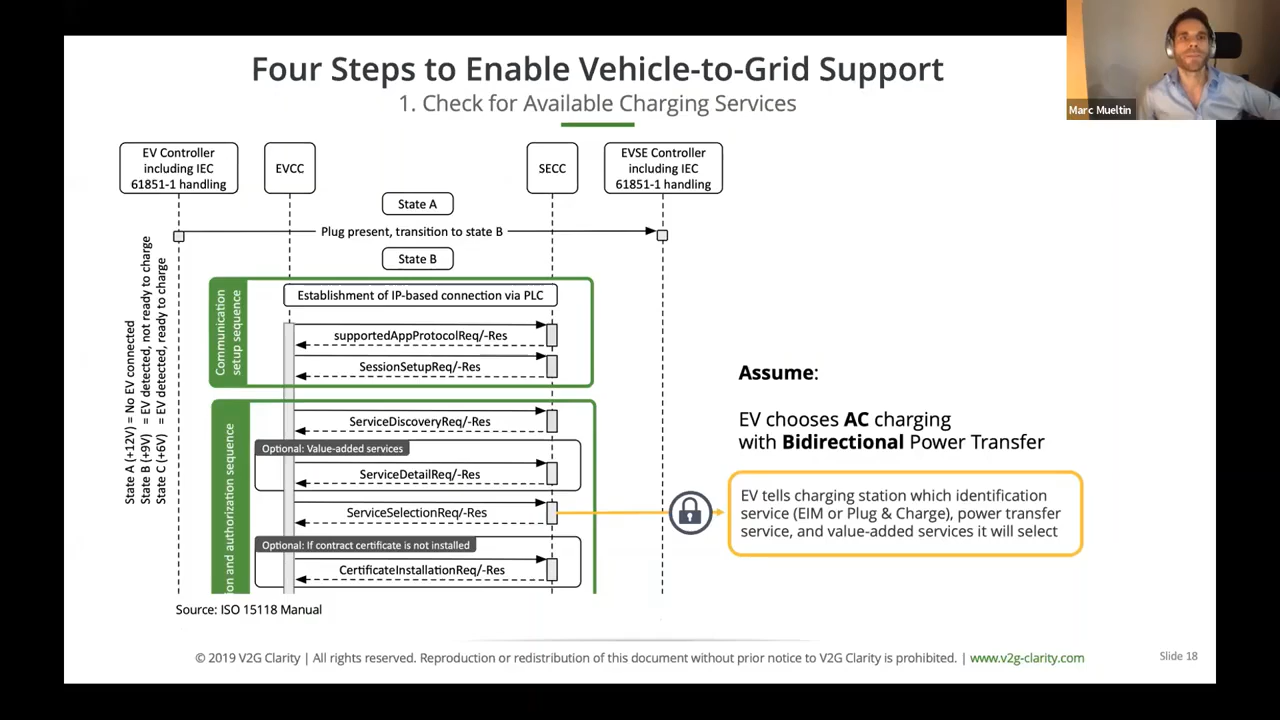 Four Steps to Enable Vehicle-to-Grid Support
1. Check for Available Charging Services
Marc Mueltin
EV Controller
including IEC
61851-1 handling
EVCC
SECC
EVSE Controller
including IEC
61851-1 handling
State A
Plug present, transition to state B
State B
State A (+12V) = No EV connected
State B (+9V) = EV detected, not ready to charge
State C (+6V) = EV detected, ready to charge
Communication
setup sequence
Establishment of IP-based connection via PLC
supportedAppProtocolReq/-Res
SessionSetupReq/-Res
ion and authorization sequence
ServiceDiscoveryReq/-Res
Optional: Value-added services
ServiceDetailReq/-Res
ServiceSelectionReq/-Res
Optional: If contract certificate is not installed
CertificateInstallationReq/-Res
Source: ISO 15118 Manual
Assume:
EV chooses AC charging
with Bidirectional Power Transfer
EV tells charging station which identification
service (EIM or Plug & Charge), power transfer
service, and value-added services it will select
© 2019 V2G Clarity | All rights reserved. Reproduction or redistribution of this document without prior notice to V2G Clarity is prohibited. | www.v2g-clarity.com
Slide 18